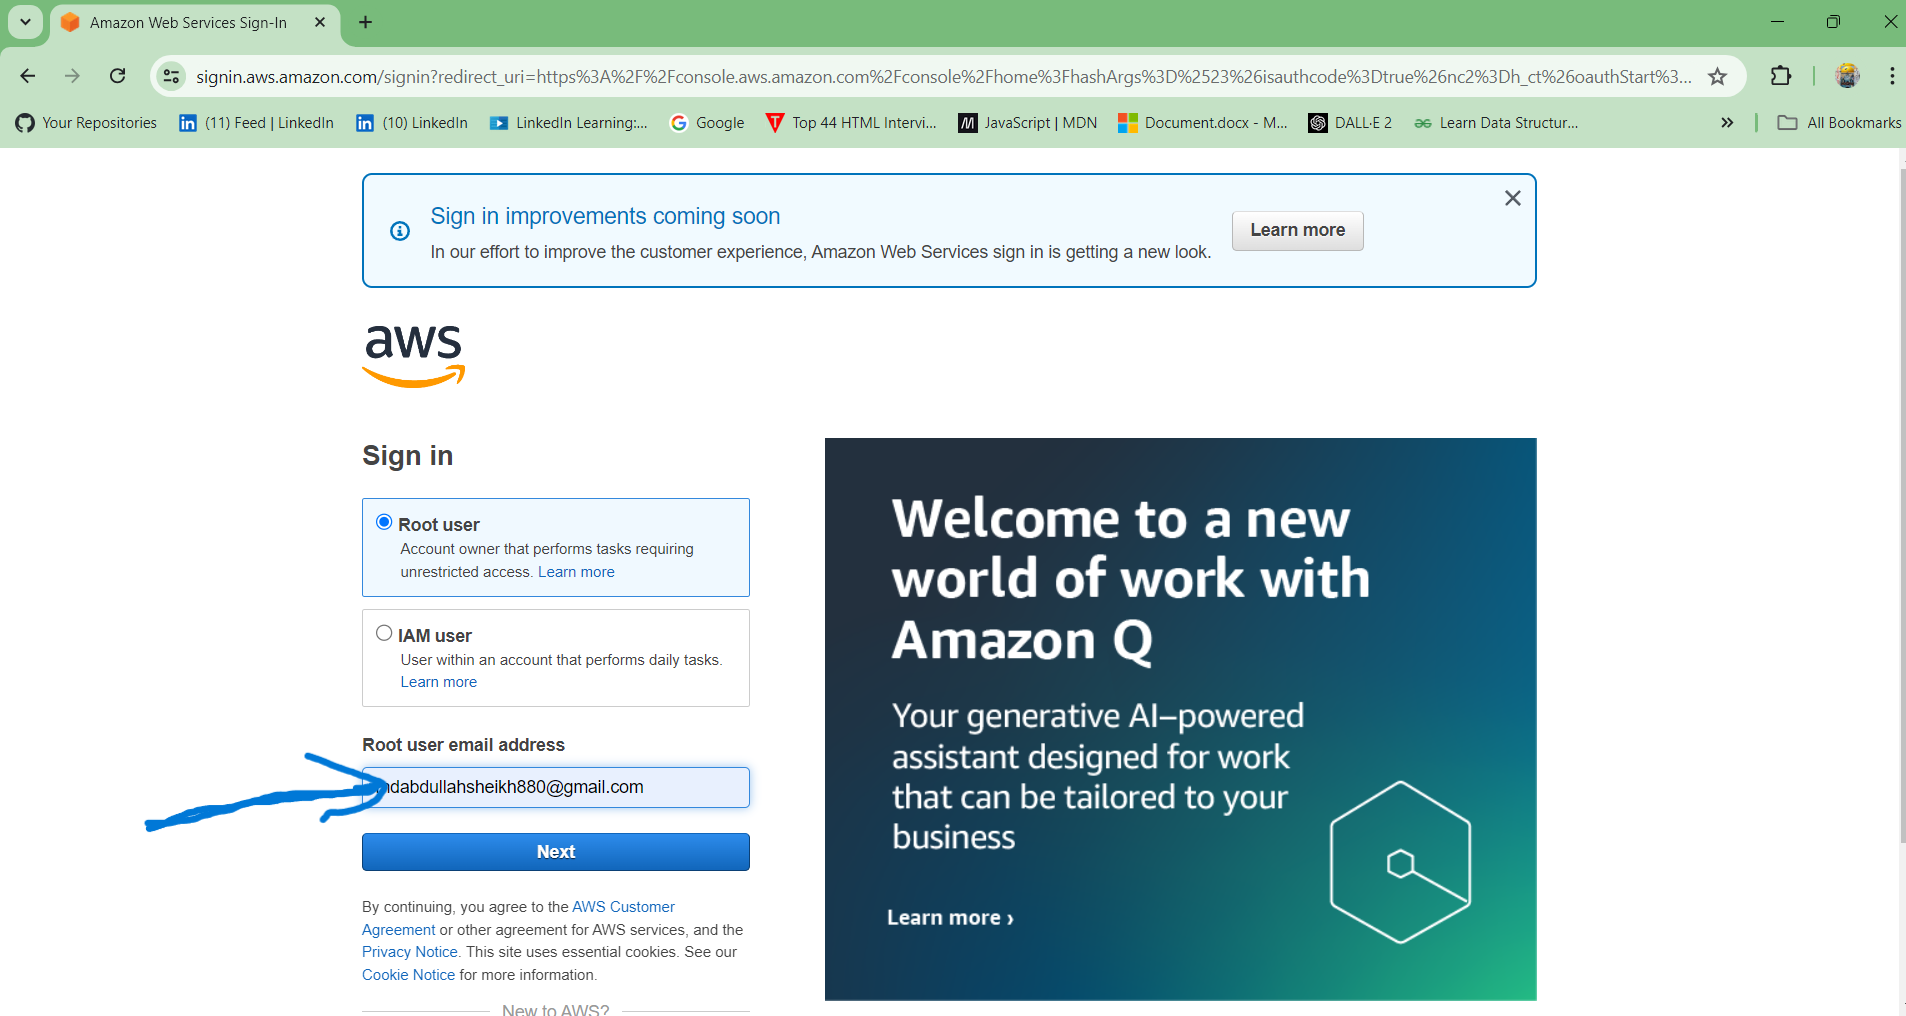 Amazon Web Services Sign-In
signin.aws.amazon.com/signin?redirect_uri=https%3A%2F%2Fconsole.aws.amazon.com%2Fconsole%2Fhome%3FhashArgs%3D%2523%26isauthcode%3Dtrue%26nc2%3Dh_ct%26oauthStart%3...
Your Repositories (11) Feed | LinkedIn (10) LinkedIn LinkedIn Learning:... Google Top 44 HTML Intervi... JavaScript | MDN Document.docx - M... DALL·E 2 Learn Data Structur... » All Bookmarks
Sign in improvements coming soon
In our effort to improve the customer experience, Amazon Web Services sign in is getting a new look.
Learn more
aws
Sign in
Root user
Account owner that performs tasks requiring
unrestricted access. Learn more
IAM user
User within an account that performs daily tasks.
Learn more
Root user email address
dabdullahsheikh880@gmail.com
Next
By continuing, you agree to the AWS Customer
Agreement or other agreement for AWS services, and the
Privacy Notice. This site uses essential cookies. See our
Cookie Notice for more information.
New to AWS?
Welcome to a new
world of work with
Amazon Q
Your generative AI–powered
assistant designed for work
that can be tailored to your
business
Learn more ›